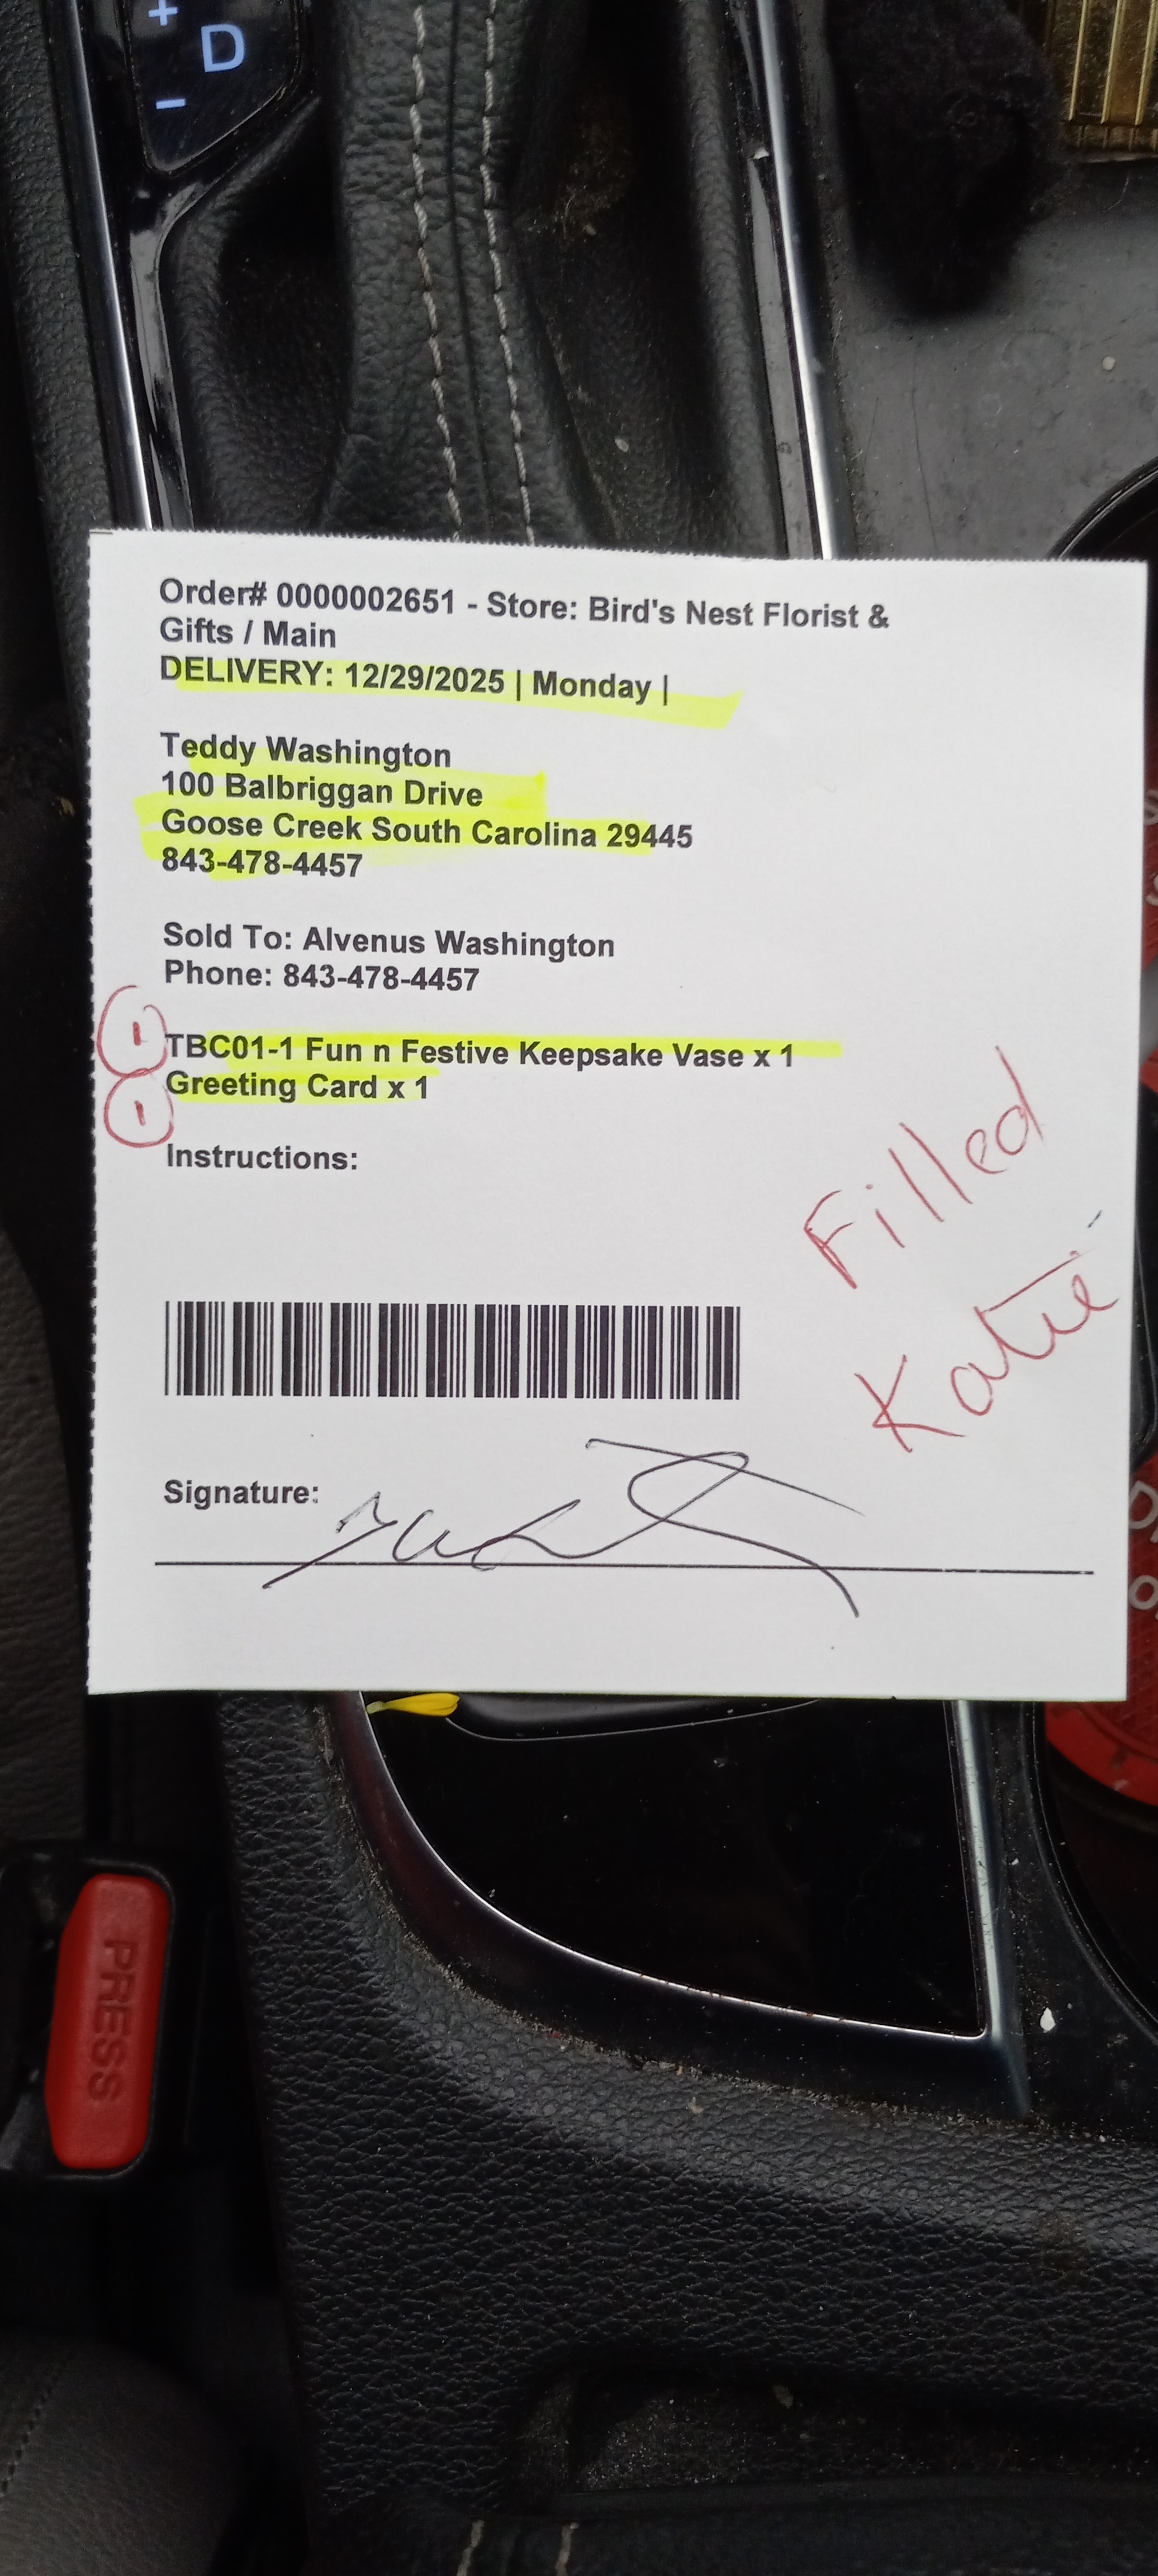 +
D
-
Order# 0000002651 - Store: Bird's Nest Florist &
Gifts / Main
DELIVERY: 12/29/2025 | Monday |
Teddy Washington
100 Balbriggan Drive
Goose Creek South Carolina 29445
843-478-4457
Sold To: Alvenus Washington
Phone: 843-478-4457
1 TBC01-1 Fun n Festive Keepsake Vase x 1
1 Greeting Card x 1
Instructions:
Filled
Katie
Signature:
PRESS